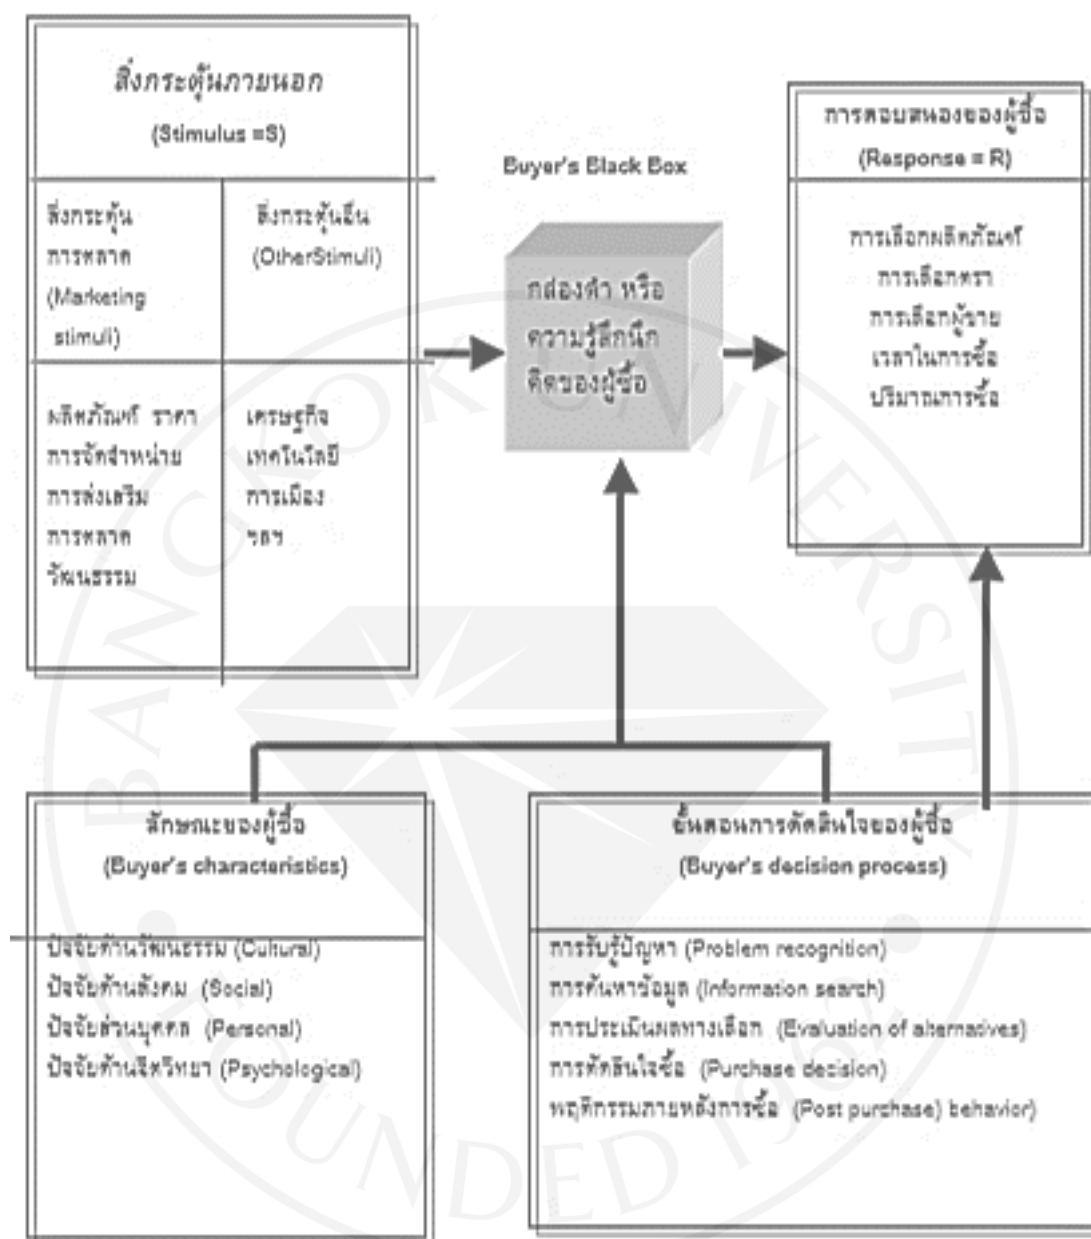 สิ่งกระตุ้นภายนอก
(Stimulus =S)
สิ่งกระตุ้น
การตลาด
(Marketing
stimuli)
สิ่งกระตุ้นอื่น
(OtherStimuli)
ผลิตภัณฑ์ ราคา
การจัดจำหน่าย
การส่งเสริม
การตลาด
วัฒนธรรม
เศรษฐกิจ
เทคโนโลยี
การเมือง
ฯลฯ
Buyer's Black Box
กล่องดำ หรือ
ความรู้สึกนึก
คิดของผู้ซื้อ
การตอบสนองของผู้ซื้อ
(Response = R)
การเลือกผลิตภัณฑ์
การเลือกตรา
การเลือกผู้ขาย
เวลาในการซื้อ
ปริมาณการซื้อ
ลักษณะของผู้ซื้อ
(Buyer's characteristics)
ปัจจัยด้านวัฒนธรรม (Cultural)
ปัจจัยด้านสังคม (Social)
ปัจจัยส่วนบุคคล (Personal)
ปัจจัยด้านจิตวิทยา (Psychological)
ขั้นตอนการตัดสินใจของผู้ซื้อ
(Buyer's decision process)
การรับรู้ปัญหา (Problem recognition)
การค้นหาข้อมูล (Information search)
การประเมินผลทางเลือก (Evaluation of alternatives)
การตัดสินใจซื้อ (Purchase decision)
พฤติกรรมภายหลังการซื้อ (Post purchase) behavior)
BANGKOK UNIVERSITY
FOUNDED 1962